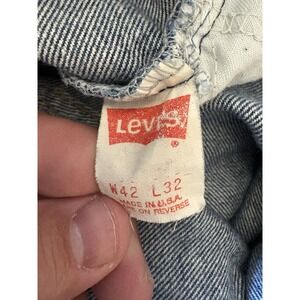 Levi's
®
W42 L32
MADE IN U.S.A.
ON REVERSE